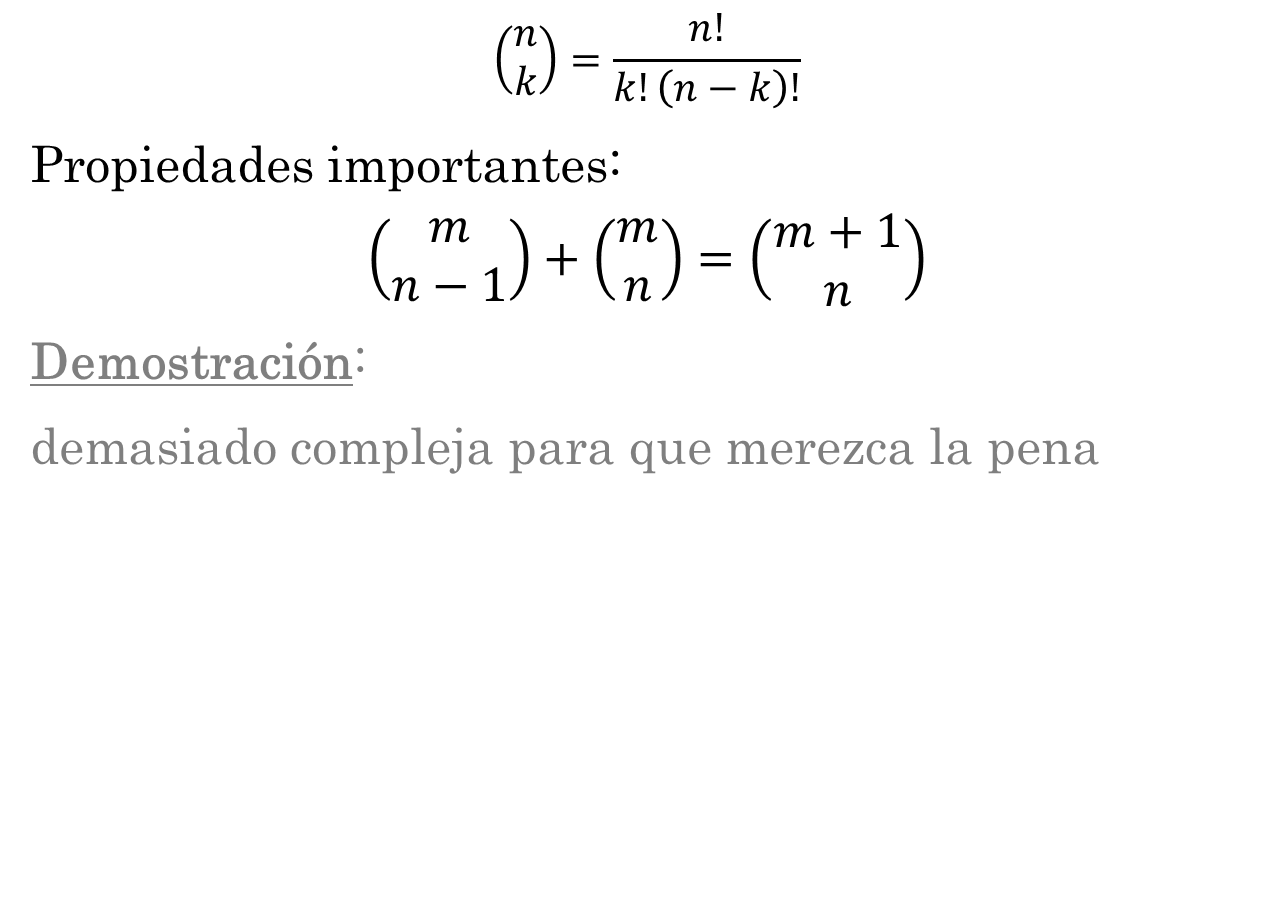 (n k) = n! / k! (n − k)!
Propiedades importantes:
(m n − 1) + (m n) = (m + 1 n)
Demostración:
demasiado compleja para que merezca la pena